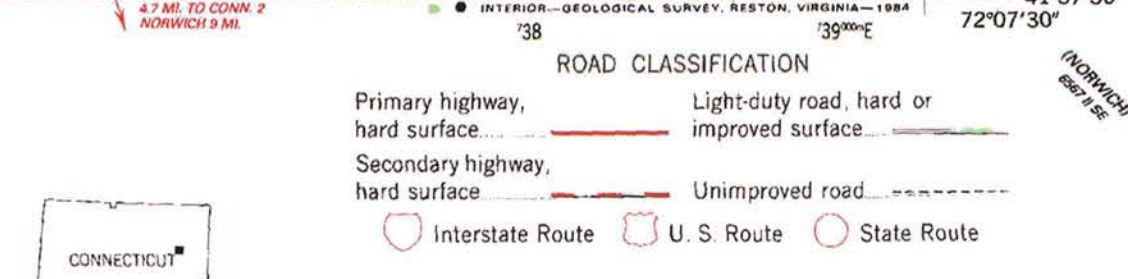 4.7 MI. TO CONN. 2
NORWICH 9 MI.
INTERIOR—GEOLOGICAL SURVEY, RESTON, VIRGINIA—1984
738
739000mE
72°07'30"
(NORWICH)
6567 II SE
ROAD CLASSIFICATION
Primary highway,
hard surface
Light-duty road, hard or
improved surface
Secondary highway,
hard surface
Unimproved road
Interstate Route
U. S. Route
State Route
CONNECTICUT